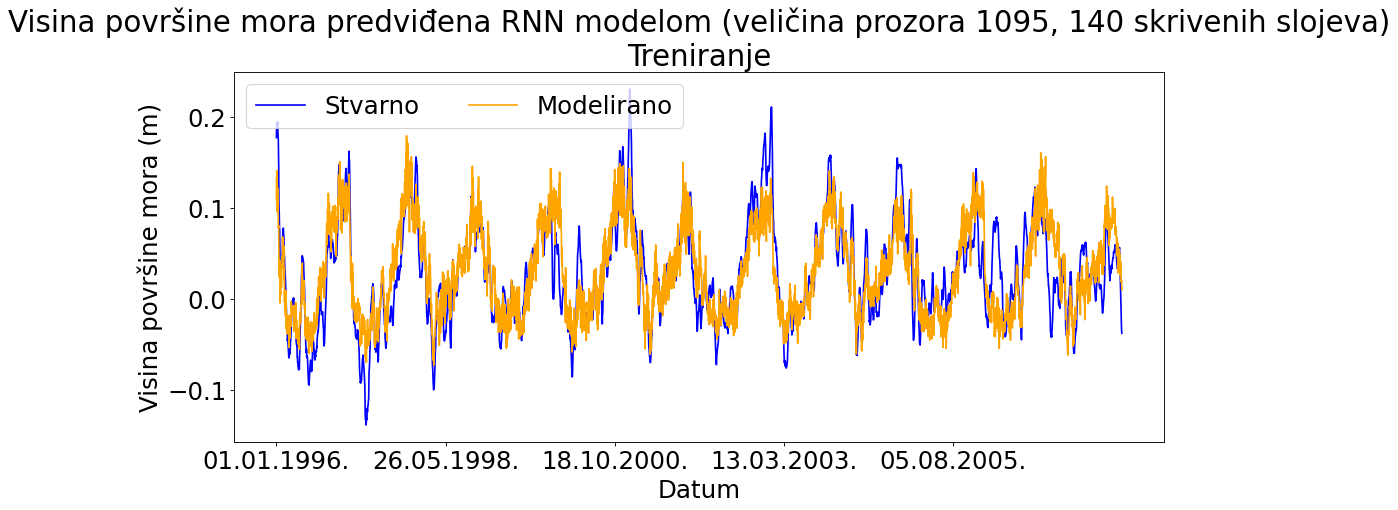 Visina površine mora predviđena RNN modelom (veličina prozora 1095, 140 skrivenih slojeva)
Treniranje
Stvarno Modelirano
Visina površine mora (m)
0.2
0.1
0.0
−0.1
01.01.1996. 26.05.1998. 18.10.2000. 13.03.2003. 05.08.2005.
Datum